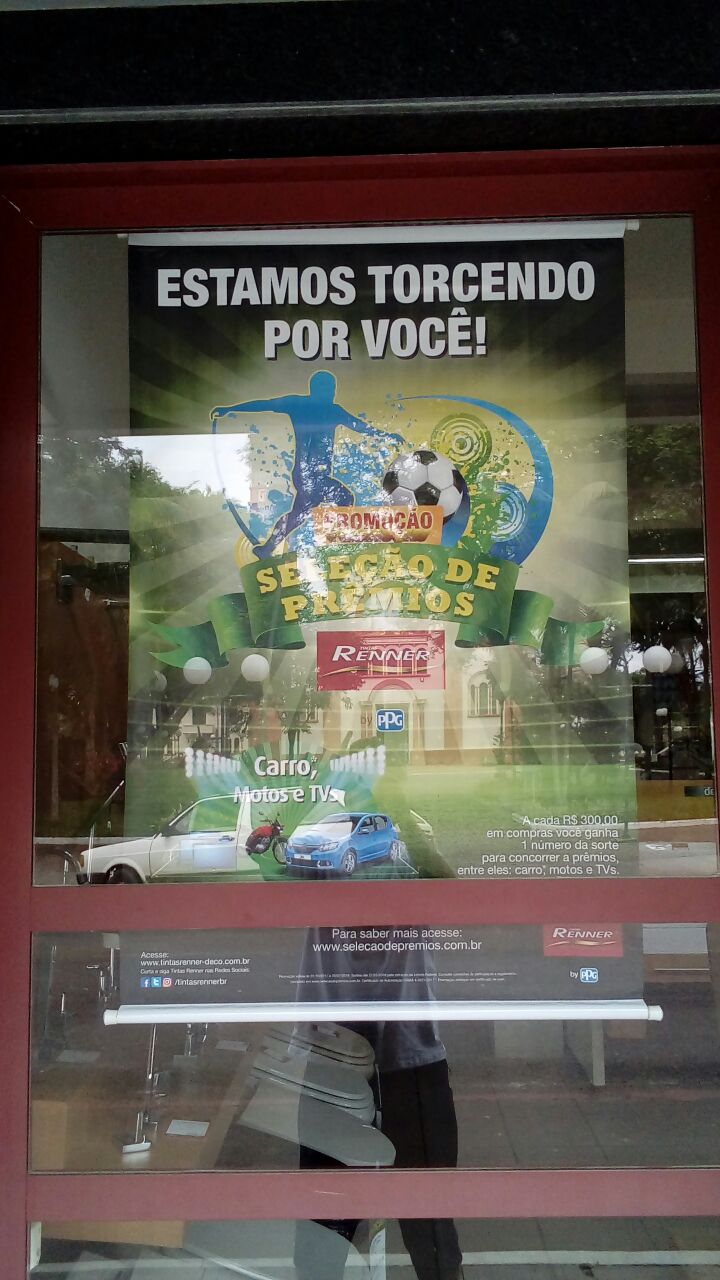 ESTAMOS TORCENDO
POR VOCÊ!
PROMOÇÃO
SELEÇÃO DE
PRÊMIOS
TINTAS
RENNER
by PPG
Carro,*
Motos e TVs
A cada R$ 300,00
em compras você ganha
1 número da sorte
para concorrer a prêmios,
entre eles: carro*, motos e TVs.
Para saber mais acesse:
www.selecaodepremios.com.br
Acesse:
www.tintasrenner-deco.com.br
Curta e siga Tintas Renner nas Redes Sociais:
/tintasrennerbr
RENNER
by PPG
de